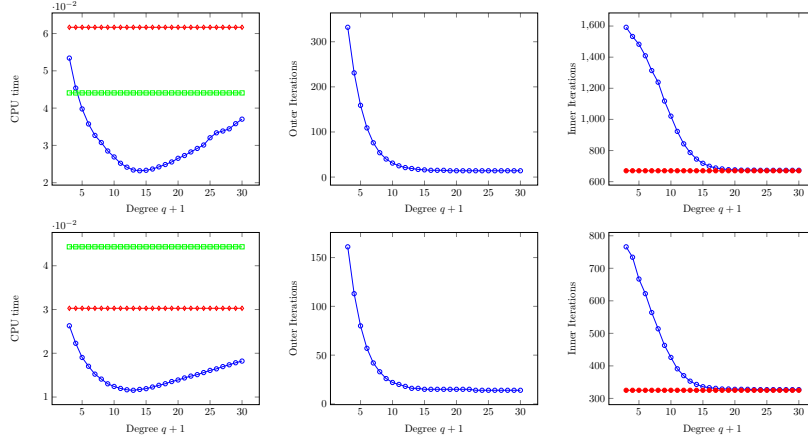 ·10⁻²
6
5
4
3
2
CPU time
5 10 15 20 25 30
Degree q + 1
300
200
100
0
Outer Iterations
5 10 15 20 25 30
Degree q + 1
1,600
1,400
1,200
1,000
800
600
Inner Iterations
5 10 15 20 25 30
Degree q + 1
·10⁻²
4
3
2
1
CPU time
5 10 15 20 25 30
Degree q + 1
150
100
50
0
Outer Iterations
5 10 15 20 25 30
Degree q + 1
800
700
600
500
400
300
Inner Iterations
5 10 15 20 25 30
Degree q + 1